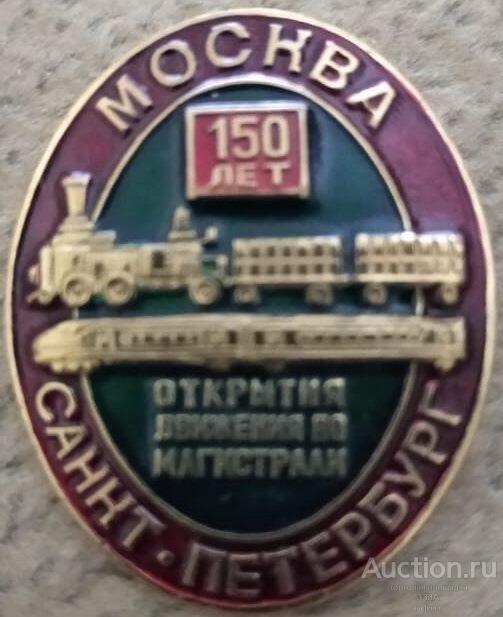 МОСКВА
150
ЛЕТ
ОТКРЫТИЯ
ДВИЖЕНИЯ ПО
МАГИСТРАЛИ
САНКТ-ПЕТЕРБУРГ
Auction.ru